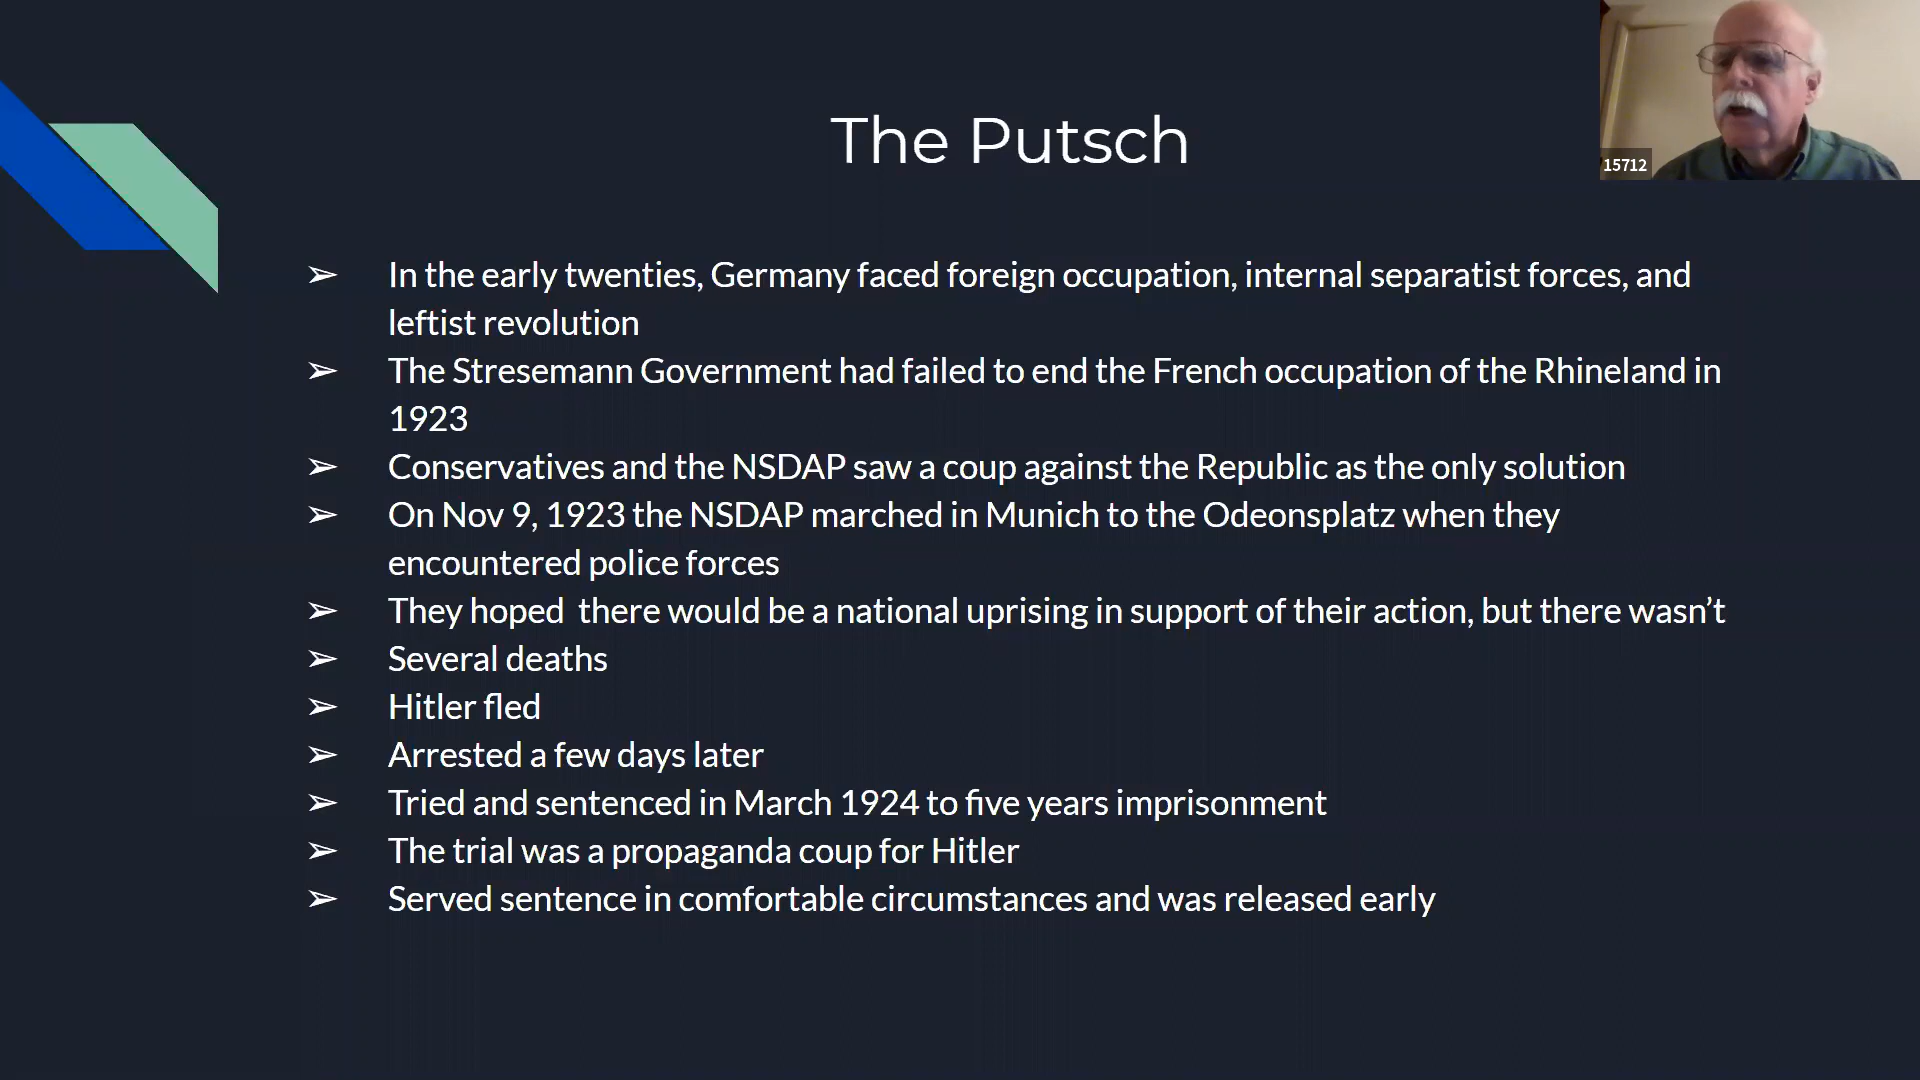 The Putsch
15712
➢ In the early twenties, Germany faced foreign occupation, internal separatist forces, and
leftist revolution
➢ The Stresemann Government had failed to end the French occupation of the Rhineland in
1923
➢ Conservatives and the NSDAP saw a coup against the Republic as the only solution
➢ On Nov 9, 1923 the NSDAP marched in Munich to the Odeonsplatz when they
encountered police forces
➢ They hoped  there would be a national uprising in support of their action, but there wasn’t
➢ Several deaths
➢ Hitler fled
➢ Arrested a few days later
➢ Tried and sentenced in March 1924 to five years imprisonment
➢ The trial was a propaganda coup for Hitler
➢ Served sentence in comfortable circumstances and was released early